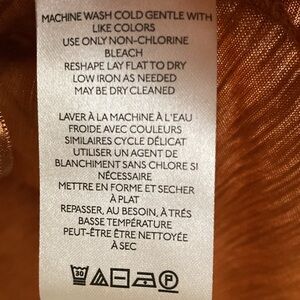 MACHINE WASH COLD GENTLE WITH
LIKE COLORS
USE ONLY NON-CHLORINE
BLEACH
RESHAPE LAY FLAT TO DRY
LOW IRON AS NEEDED
MAY BE DRY CLEANED
LAVER À LA MACHINE À L'EAU
FROIDE AVEC COULEURS
SIMILAIRES CYCLE DÉLICAT
UTILISER UN AGENT DE
BLANCHIMENT SANS CHLORE SI
NÉCESSAIRE
METTRE EN FORME ET SECHER
À PLAT
REPASSER, AU BESOIN, À TRÉS
BASSE TEMPÉRATURE
PEUT-ÊTRE ÊTRE NETTOYÉE
À SEC
30 P